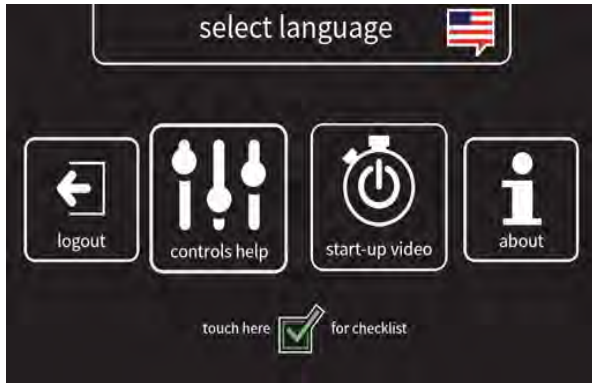 select language
logout
controls help
start-up video
about
touch here
for checklist